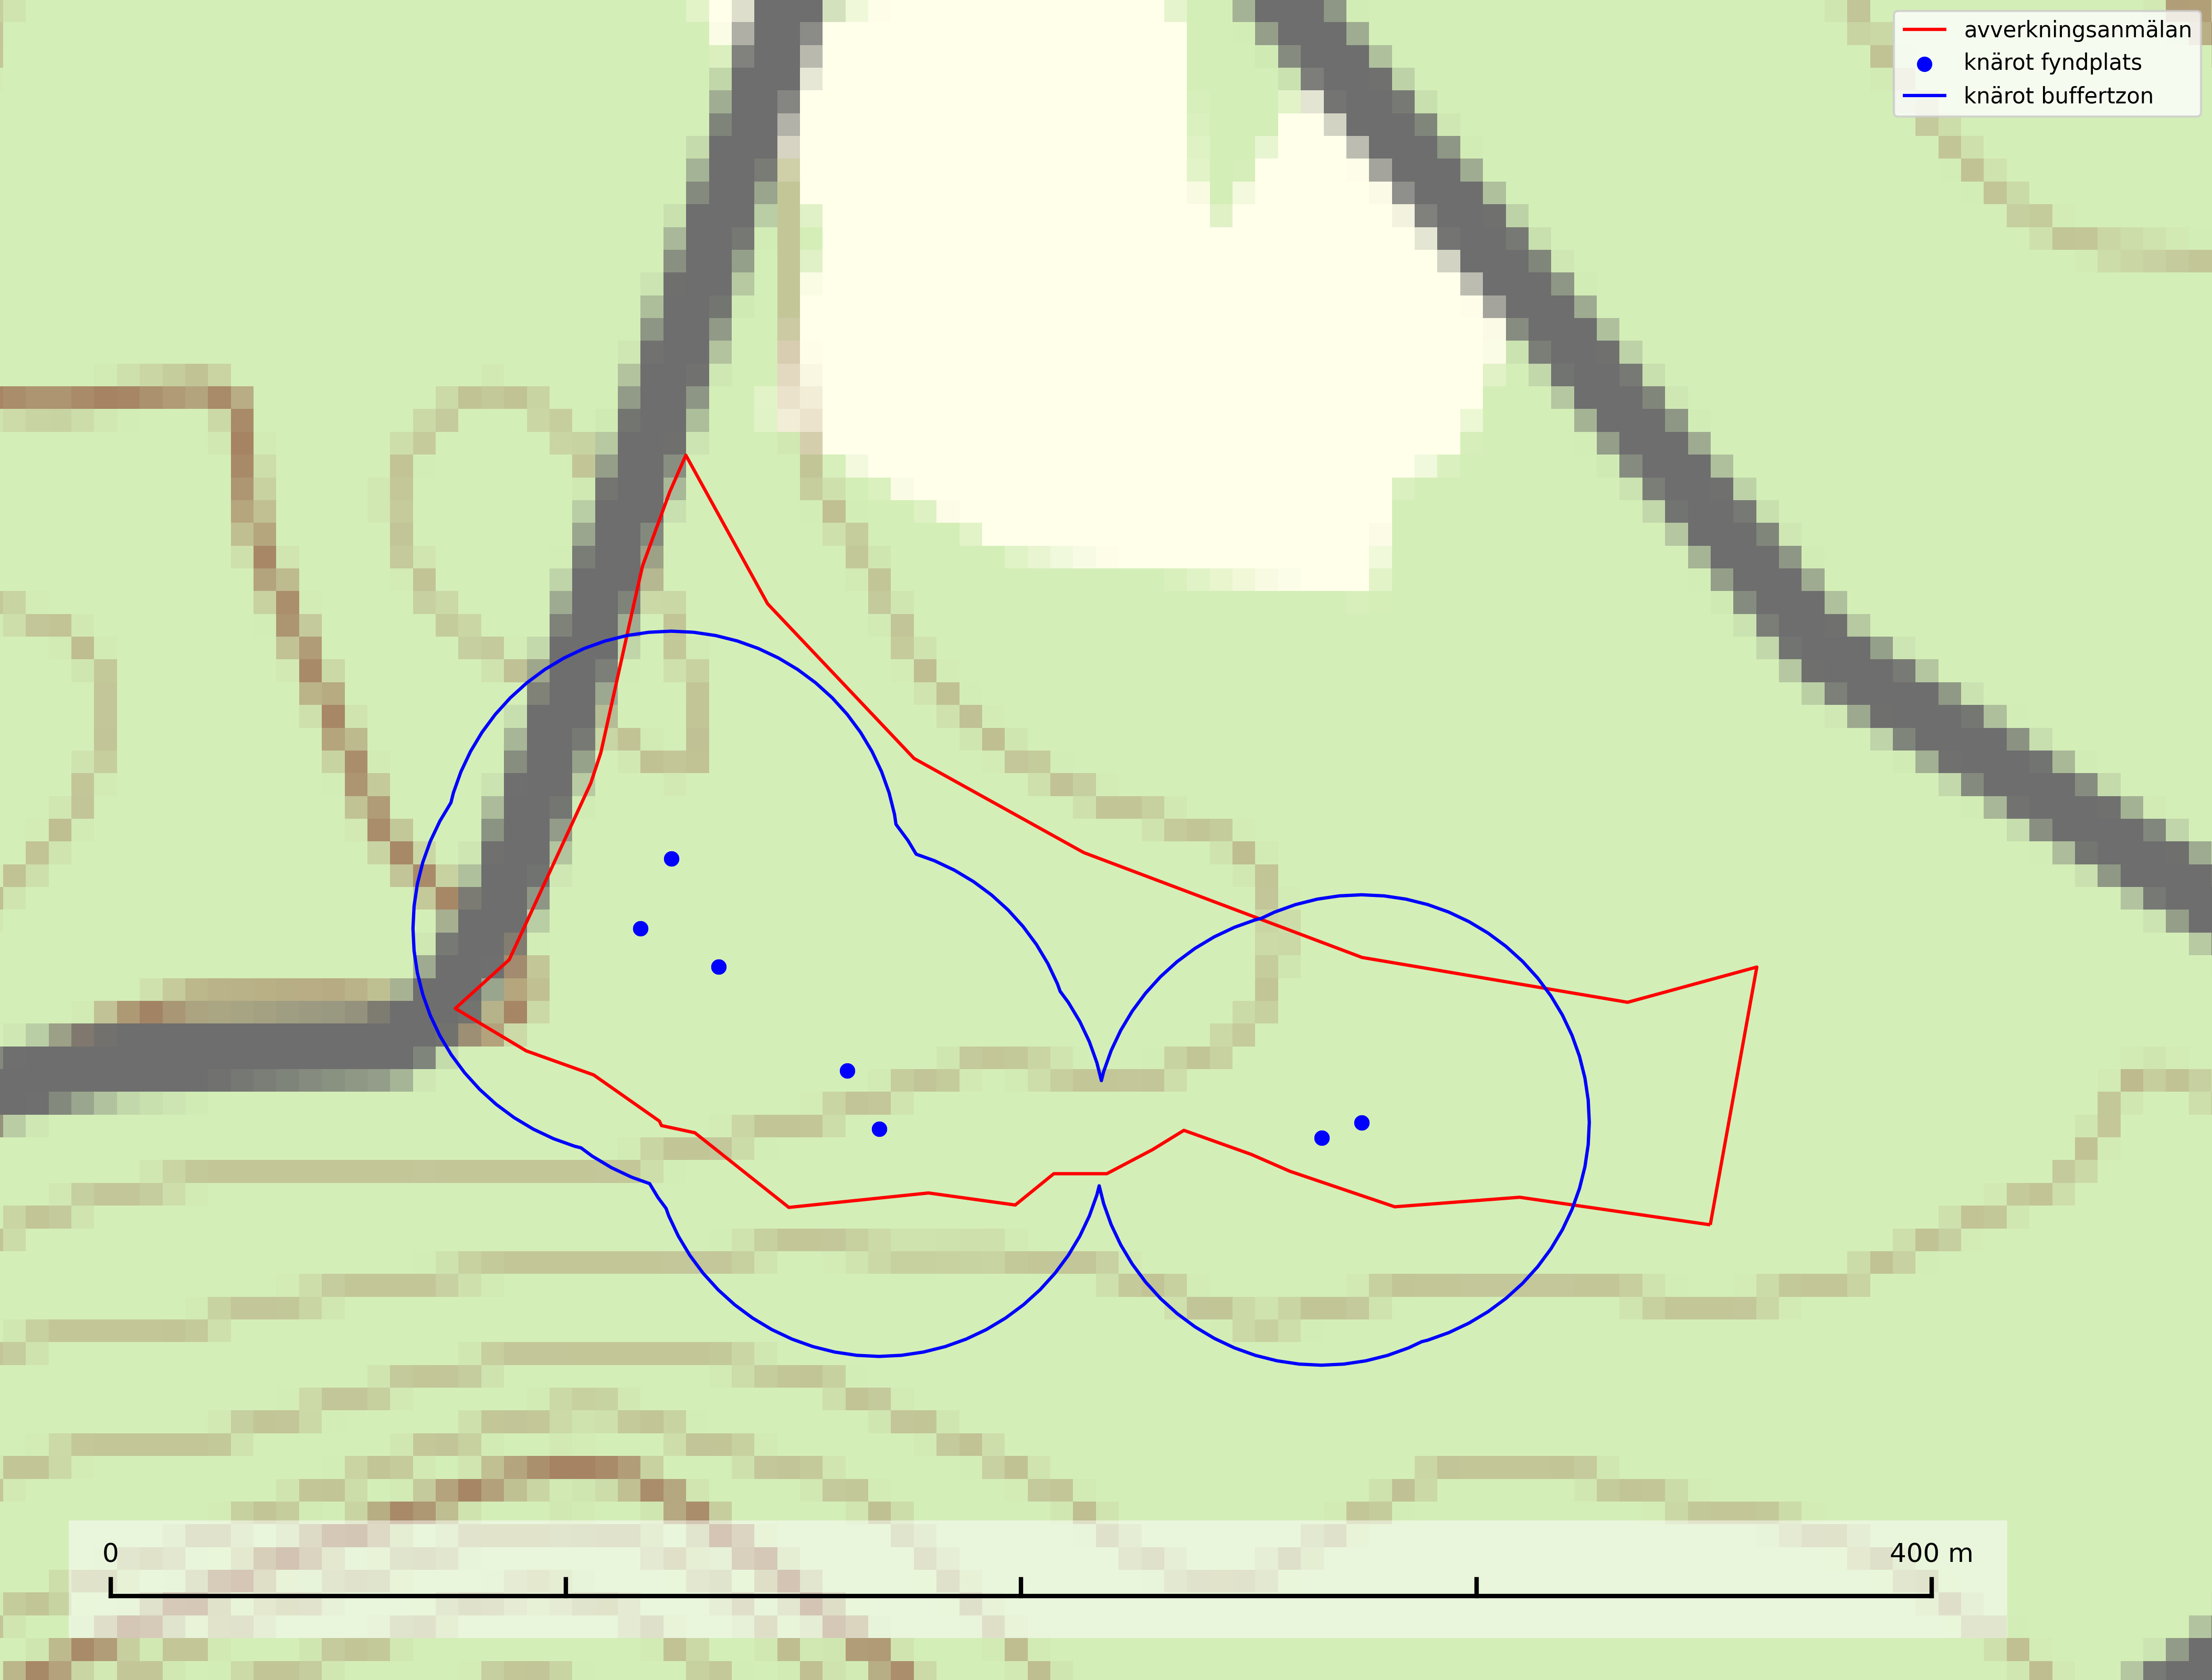 avverkningsanmälan
knärot fyndplats
knärot buffertzon
0
400 m